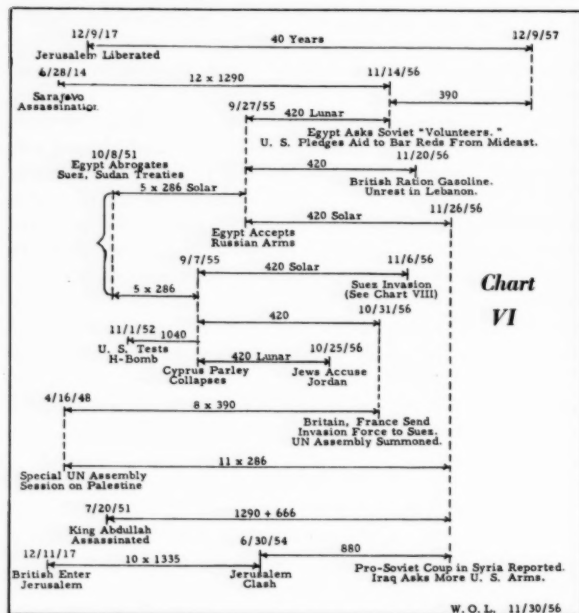 12/9/17 12/9/57
40 Years
Jerusalem Liberated
6/28/14 11/14/56
12 x 1290
390
Sarajevo
Assassination
9/27/55
420 Lunar
Egypt Asks Soviet "Volunteers."
U. S. Pledges Aid to Bar Reds From Mideast.
10/8/51
Egypt Abrogates
Suez, Sudan Treaties
420 11/20/56
British Ration Gasoline.
Unrest in Lebanon.
5 x 286 Solar
420 Solar 11/26/56
Egypt Accepts
Russian Arms
9/7/55 11/6/56
420 Solar
Suez Invasion
(See Chart VIII)
Chart
VI
5 x 286
10/31/56
420
11/1/52 1040
U. S. Tests
H-Bomb
10/25/56
420 Lunar
Cyprus Parley
Collapses
Jews Accuse
Jordan
4/16/48
8 x 390
Britain, France Send
Invasion Force to Suez.
UN Assembly Summoned.
11 x 286
Special UN Assembly
Session on Palestine
7/20/51
1290 + 666
King Abdullah
Assassinated
12/11/17 6/30/54
10 x 1335
880
British Enter
Jerusalem
Jerusalem
Clash
Pro-Soviet Coup in Syria Reported.
Iraq Asks More U. S. Arms.
W. O. L. 11/30/56